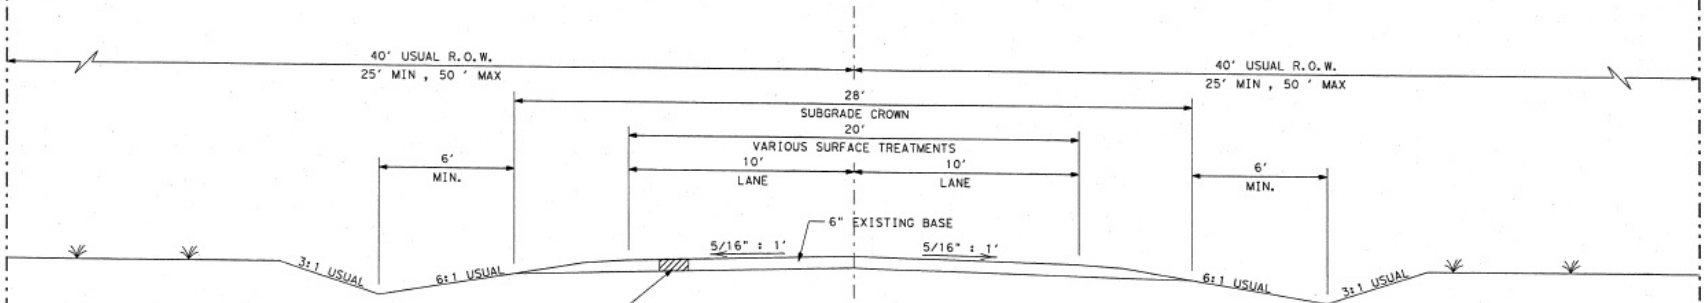 40' USUAL R.O.W.
25' MIN , 50 ' MAX
40' USUAL R.O.W.
25' MIN , 50 ' MAX
28'
SUBGRADE CROWN
20'
VARIOUS SURFACE TREATMENTS
6'
MIN.
10'
LANE
10'
LANE
6'
MIN.
6" EXISTING BASE
5/16" : 1'
5/16" : 1'
3:1 USUAL
6:1 USUAL
6:1 USUAL
3:1 USUAL